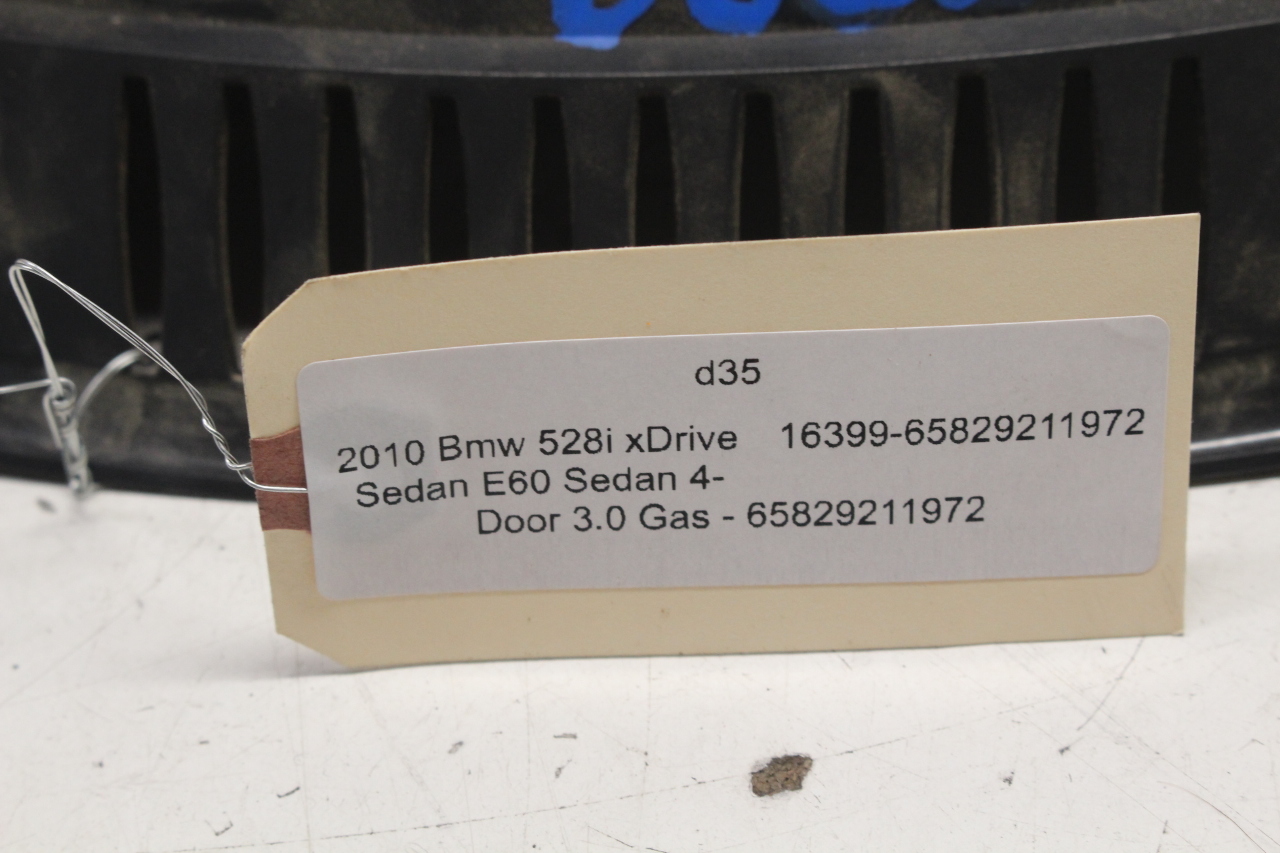 d35
2010 Bmw 528i xDrive 16399-65829211972
Sedan E60 Sedan 4-
Door 3.0 Gas - 65829211972